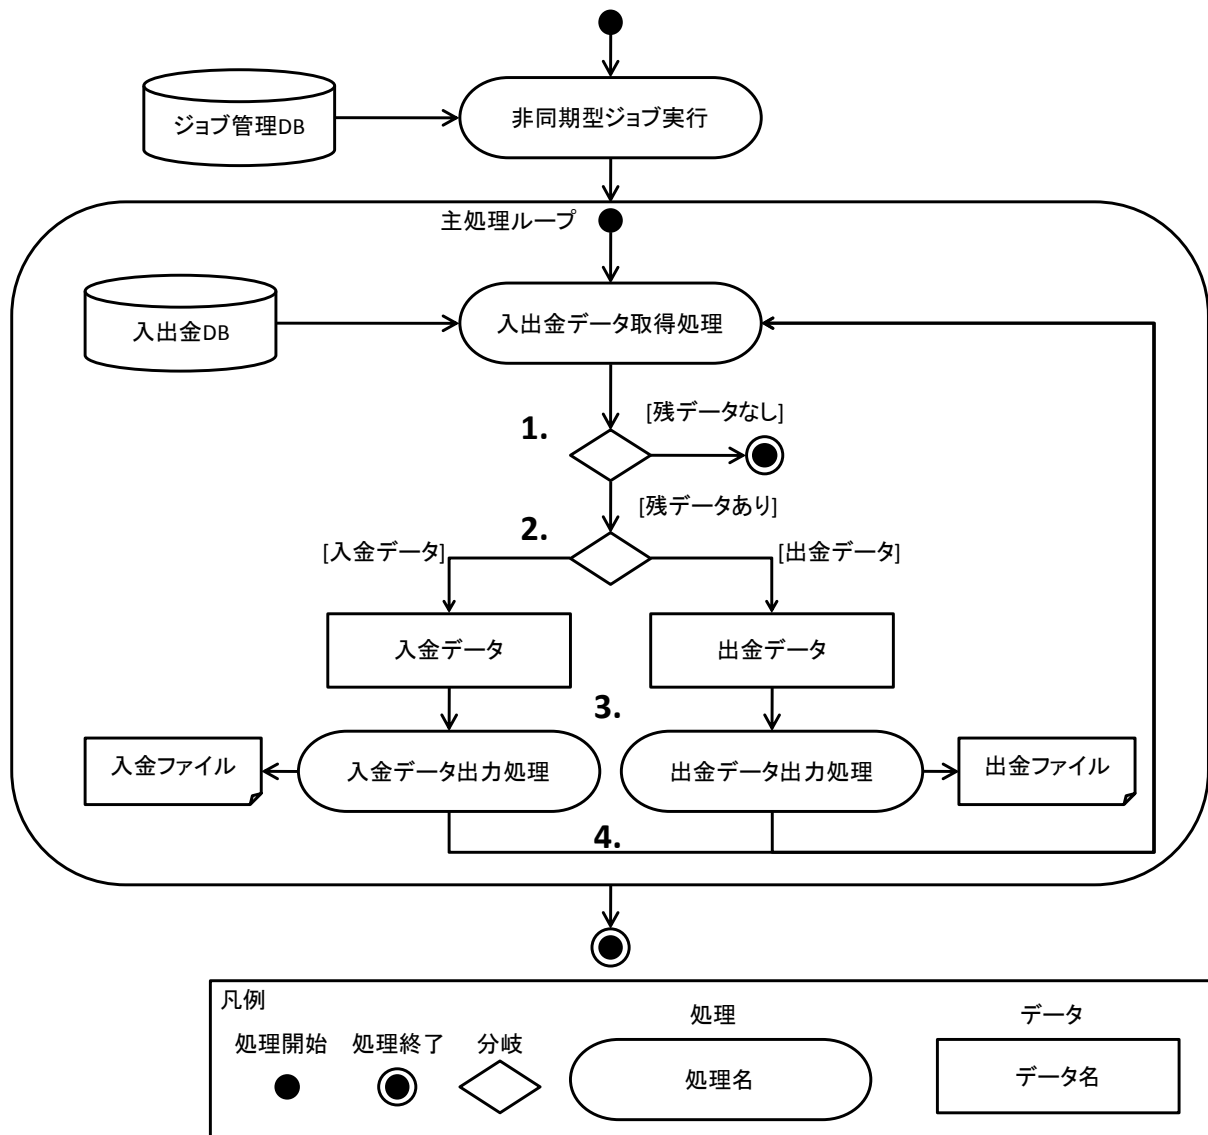 ジョブ管理DB
非同期型ジョブ実行
主処理ループ
入出金DB
入出金データ取得処理
1.
[残データなし]
[残データあり]
2.
[入金データ]
[出金データ]
入金データ
出金データ
3.
入金ファイル
入金データ出力処理
出金データ出力処理
出金ファイル
4.
凡例
処理
データ
処理開始
処理終了
分岐
処理名
データ名